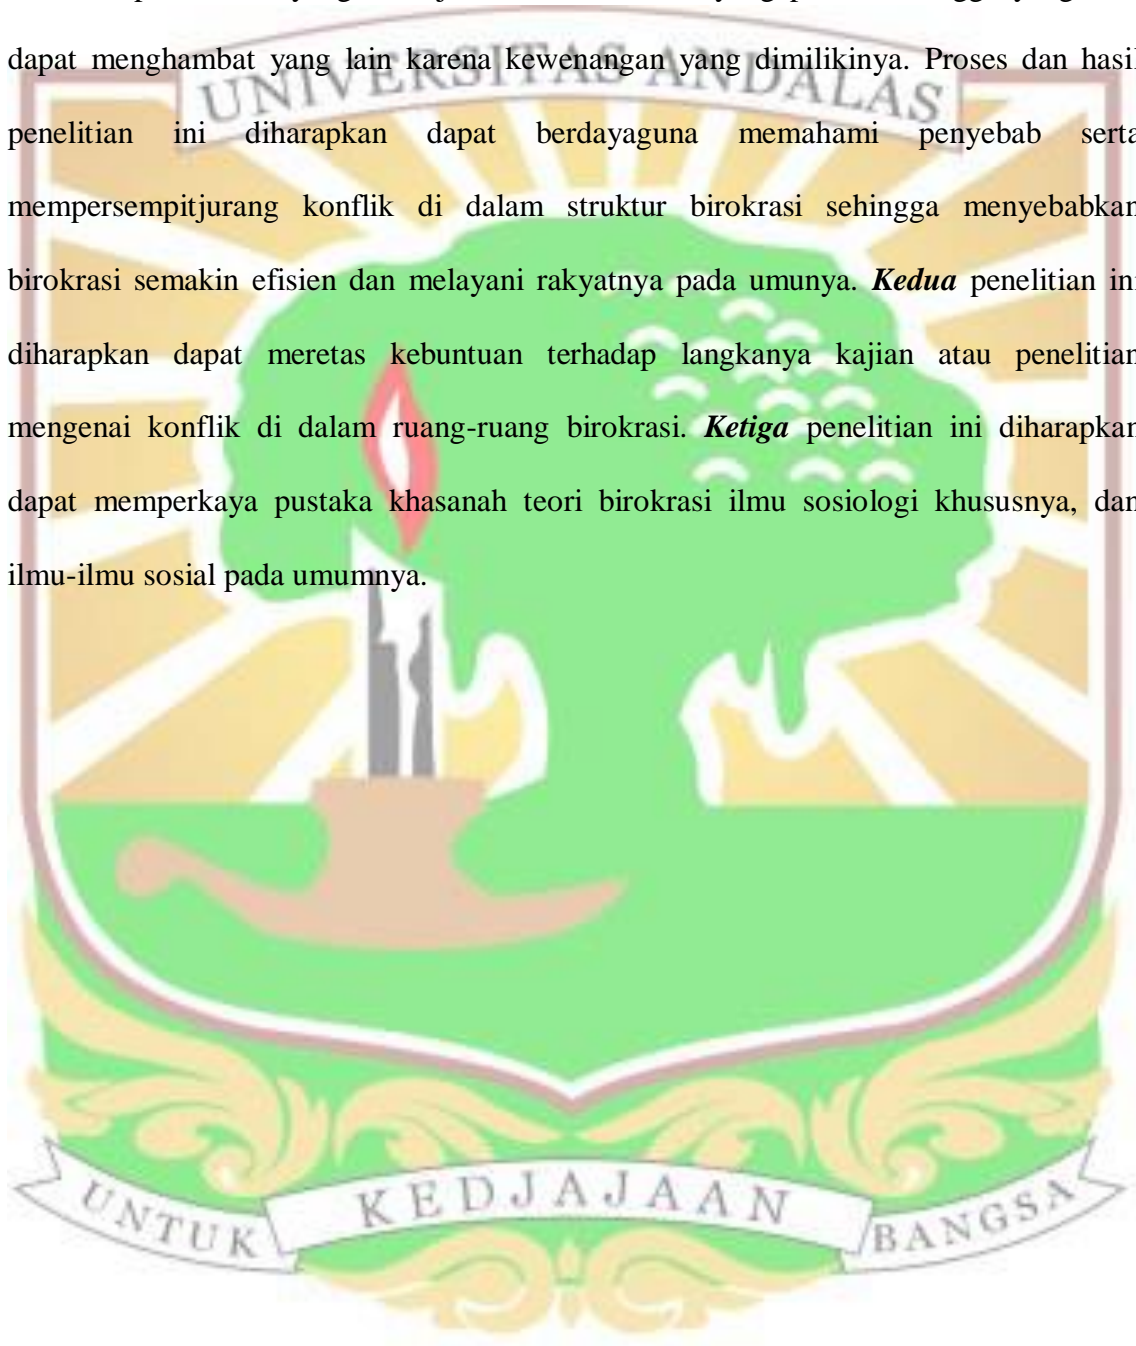 dapat menghambat yang lain karena kewenangan yang dimilikinya. Proses dan hasil
UNIVERSITAS ANDALAS
penelitian ini diharapkan dapat berdayaguna memahami penyebab serta
mempersempitjurang konflik di dalam struktur birokrasi sehingga menyebabkan
birokrasi semakin efisien dan melayani rakyatnya pada umunya. Kedua penelitian ini
diharapkan dapat meretas kebuntuan terhadap langkanya kajian atau penelitian
mengenai konflik di dalam ruang-ruang birokrasi. Ketiga penelitian ini diharapkan
dapat memperkaya pustaka khasanah teori birokrasi ilmu sosiologi khususnya, dan
ilmu-ilmu sosial pada umumnya.
UNTUK KEDJAJAAN BANGSA